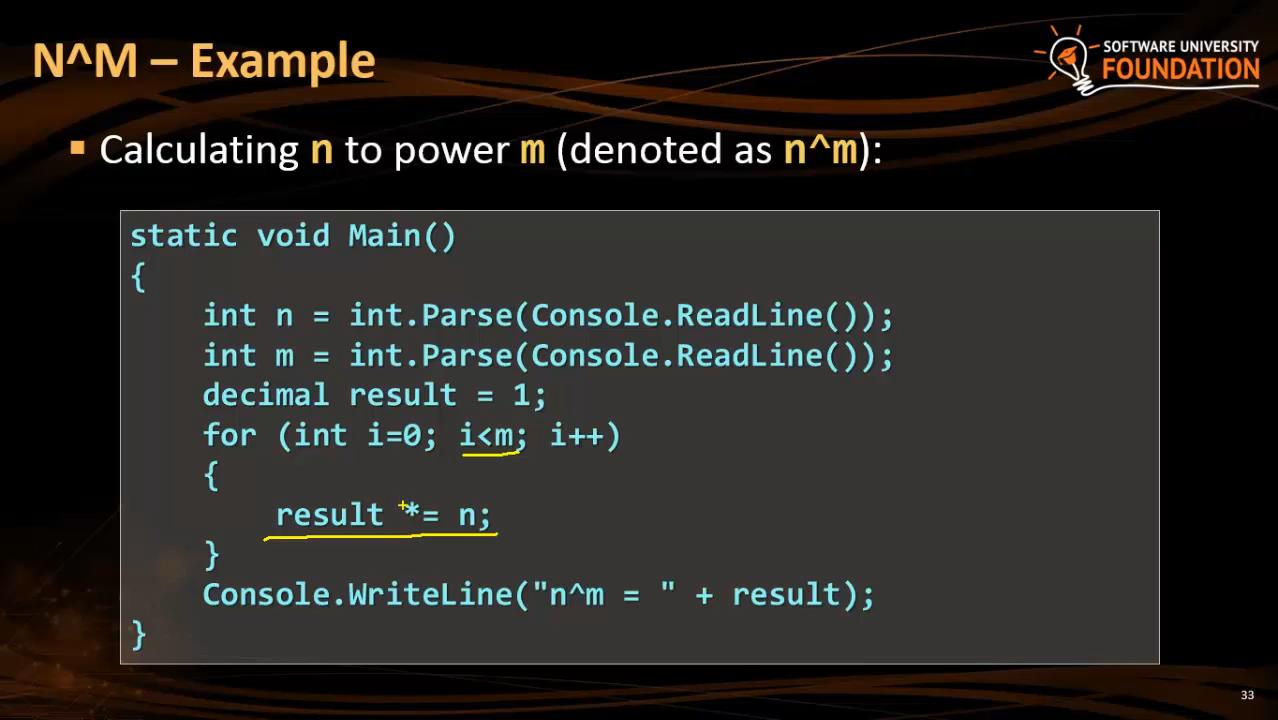 N^M – Example
SOFTWARE UNIVERSITY
FOUNDATION
Calculating n to power m (denoted as n^m):
static void Main()
{
    int n = int.Parse(Console.ReadLine());
    int m = int.Parse(Console.ReadLine());
    decimal result = 1;
    for (int i=0; i<m; i++)
    {
        result *= n;
    }
    Console.WriteLine("n^m = " + result);
}
33